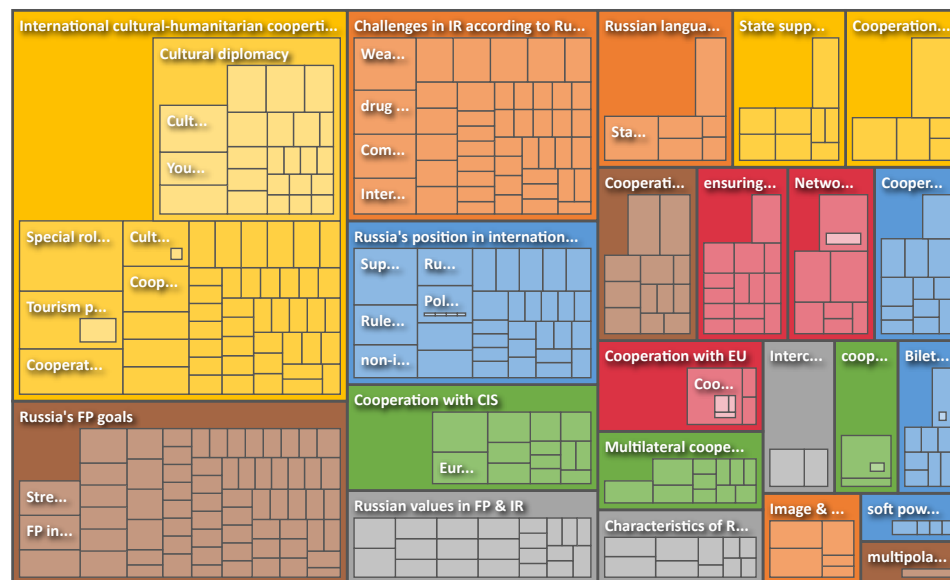 International cultural-humanitarian cooperti...
Cultural diplomacy
Cult...
You...
Special rol...
Cult...
Coop...
Tourism p...
Cooperat...
Russia's FP goals
Stre...
FP in...
Challenges in IR according to Ru...
Wea...
drug ...
Com...
Inter...
Russia's position in internation...
Sup...
Ru...
Pol...
Rule...
non-i...
Cooperation with CIS
Eur...
Russian values in FP & IR
Russian langua...
Sta...
State supp...
Cooperation...
Cooperati...
ensuring...
Netwo...
Cooper...
Cooperation with EU
Coo...
Interc...
coop...
Bilet...
Multilateral coope...
Characteristics of R...
Image & ...
soft pow...
multipola...